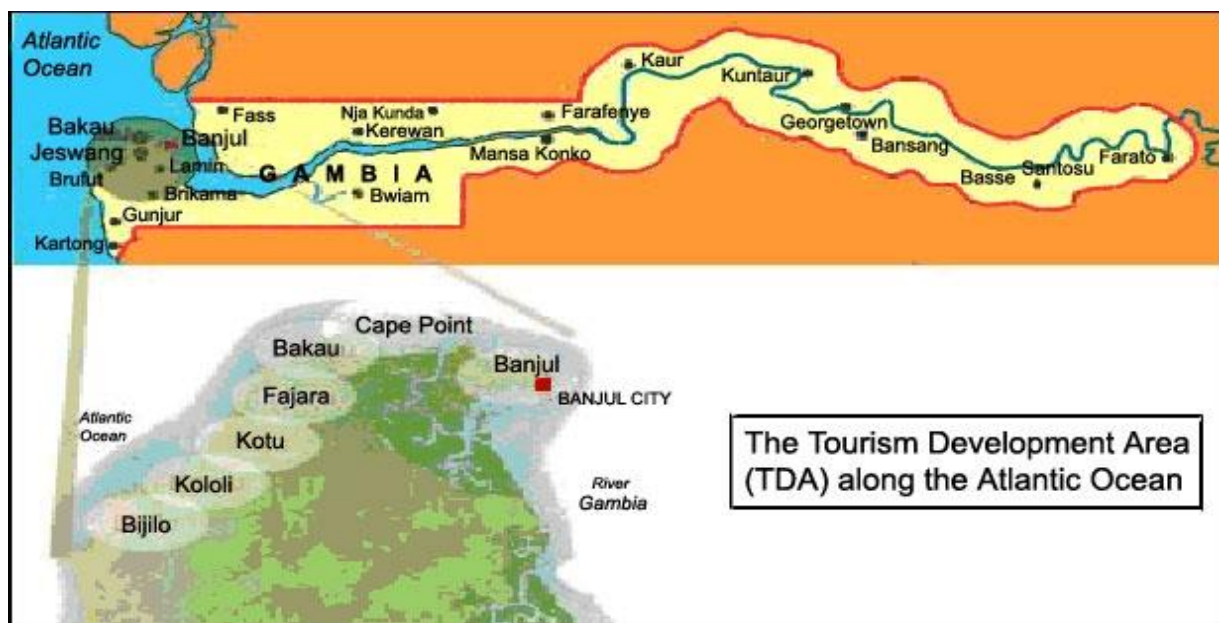 Atlantic
Ocean
Kaur
Kuntaur
Fass
Nja Kunda
Farafenye
Bakau
Banjul
Kerewan
Georgetown
Jeswang
Mansa Konko
Bansang
Lamin
GAMBIA
Santosu
Farato
Brufut
Basse
Brikama
Bwiam
Gunjur
Kartong
Cape Point
Bakau
Banjul
Fajara
BANJUL CITY
Atlantic
Ocean
Kotu
The Tourism Development Area
(TDA) along the Atlantic Ocean
Kololi
River
Gambia
Bijilo